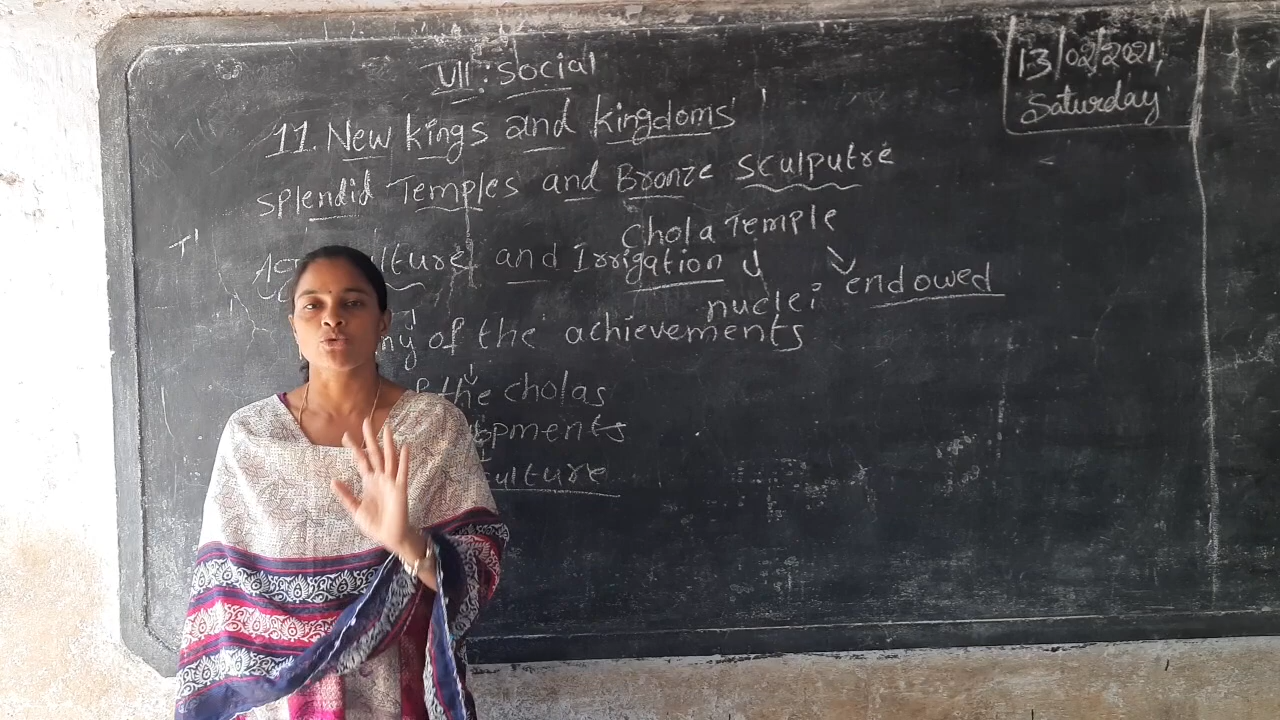 VII : Social
13/02/2021,
Saturday
11. New kings and kingdoms
Splendid Temples and Bronze Sculputre
Chola Temple
and Irrigation
nuclei endowed
of the achievements
the cholas